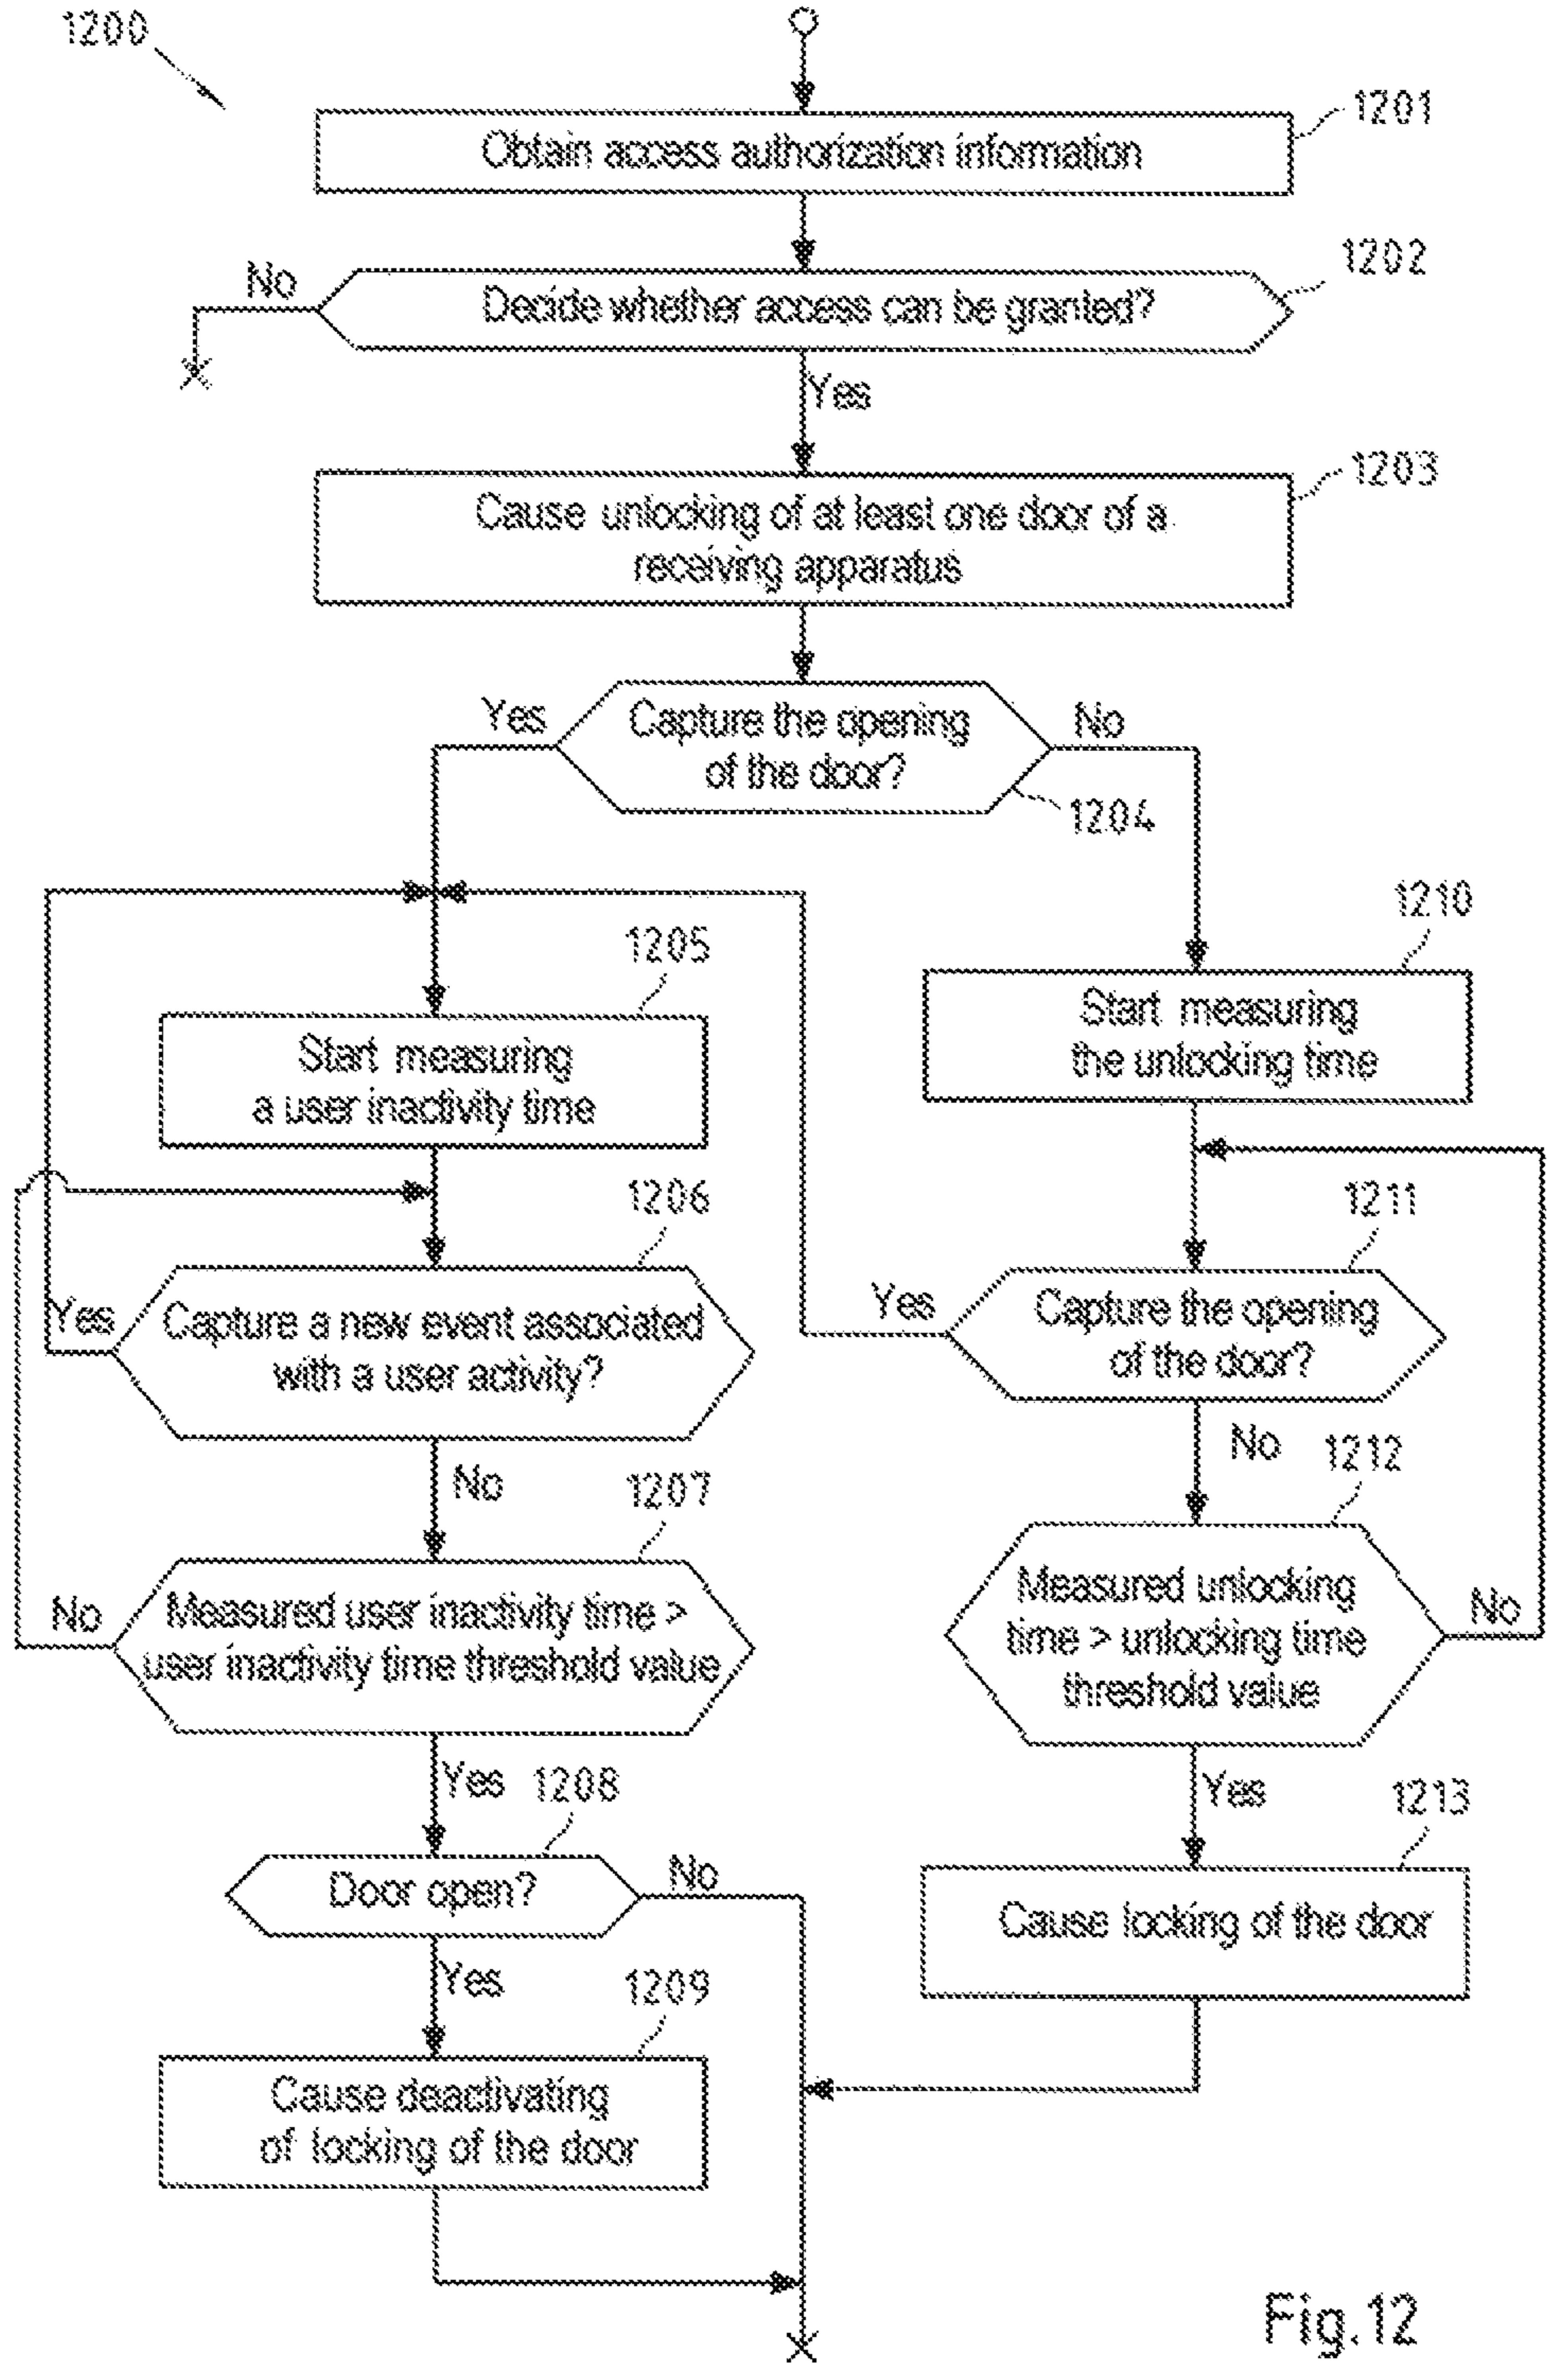 1200
1201
Obtain access authorization information
1202
No
Decide whether access can be granted?
Yes
1203
Cause unlocking of at least one door of a
receiving apparatus
Yes
Capture the opening
of the door?
No
1204
1205
Start measuring
a user inactivity time
1210
Start measuring
the unlocking time
1206
Yes
Capture a new event associated
with a user activity?
No
1211
Yes
Capture the opening
of the door?
No
1207
No
Measured user inactivity time >
user inactivity time threshold value
Yes
1212
Measured unlocking
time > unlocking time
threshold value
No
Yes
1208
Door open?
No
Yes
1213
Cause locking of the door
1209
Cause deactivating
of locking of the door
Fig.12